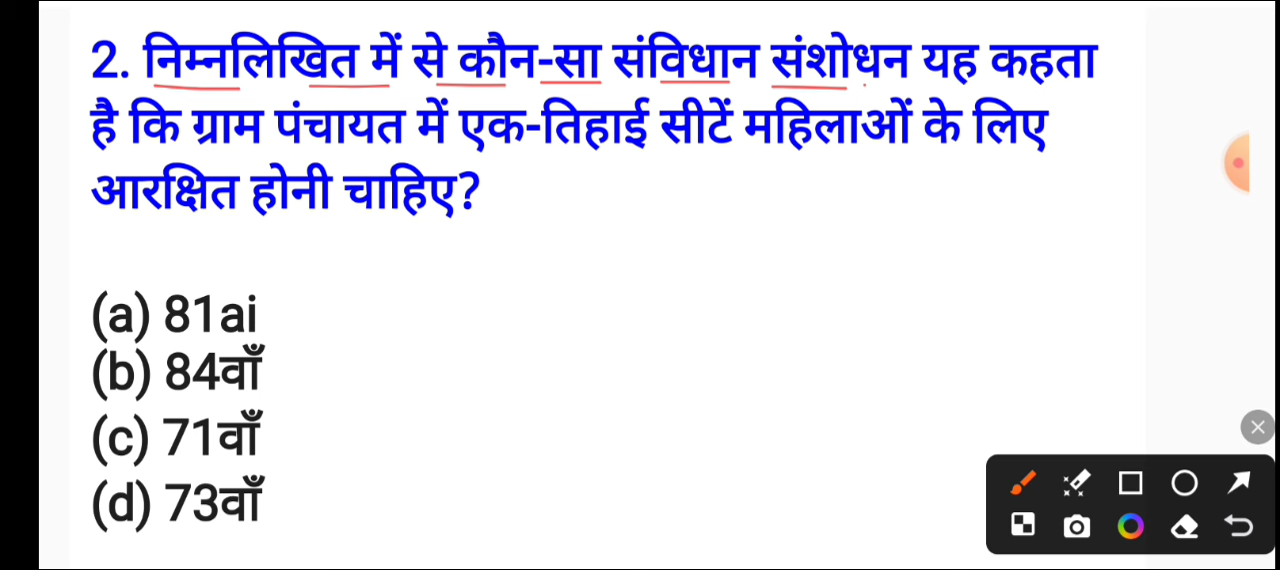 2. निम्नलिखित में से कौन-सा संविधान संशोधन यह कहता
है कि ग्राम पंचायत में एक-तिहाई सीटें महिलाओं के लिए
आरक्षित होनी चाहिए?
(a) 81ai
(b) 84वाँ
(c) 71वाँ
(d) 73वाँ